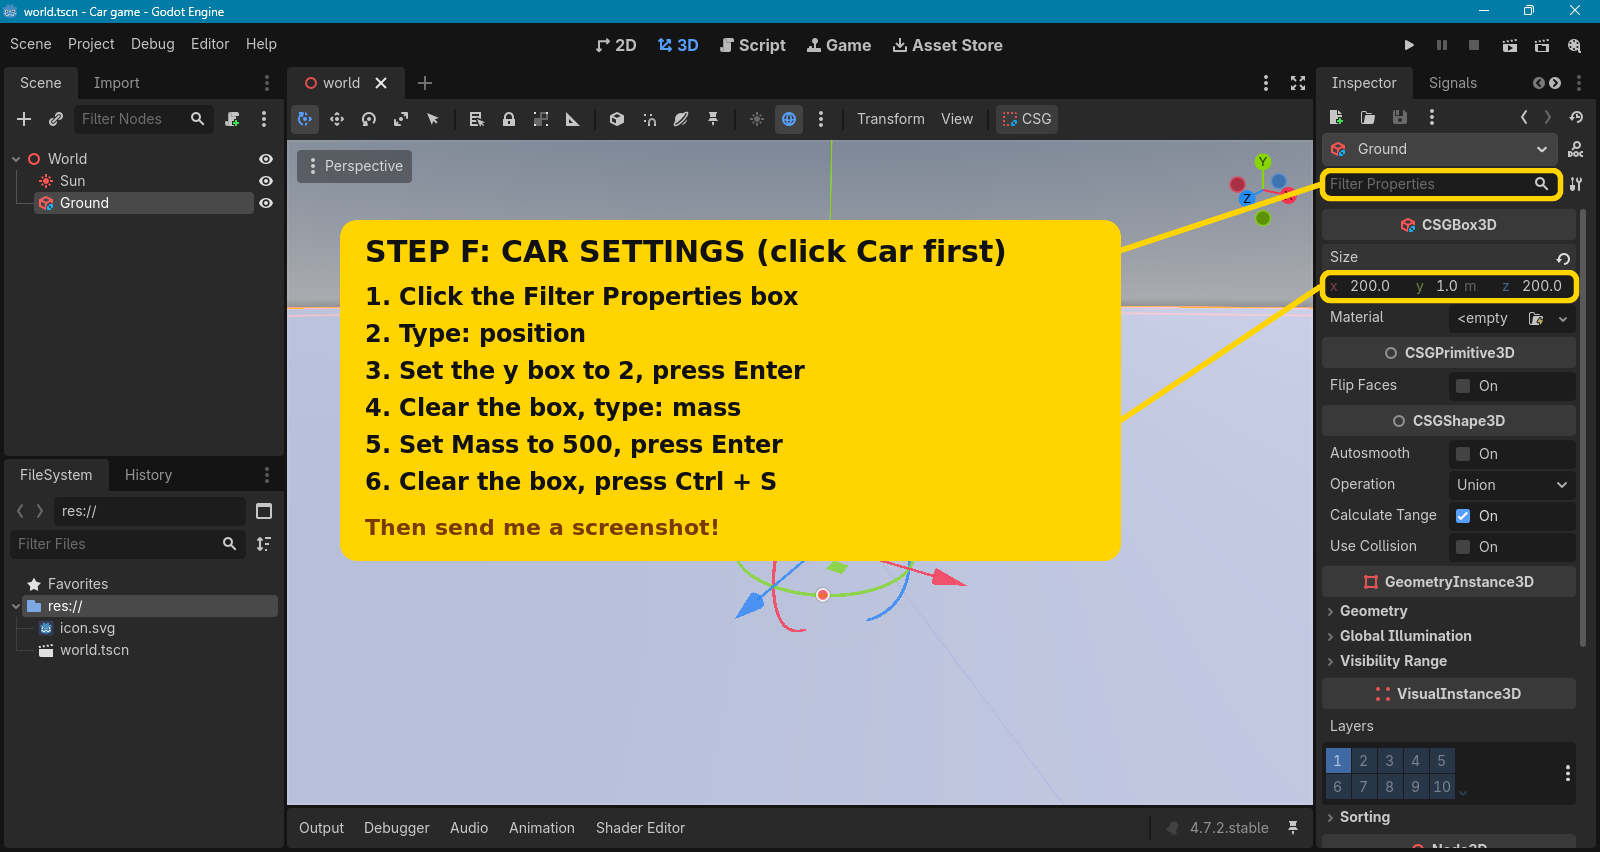 world.tscn - Car game - Godot Engine
Scene Project Debug Editor Help
2D 3D Script Game Asset Store
Scene Import
Filter Nodes
World
Sun
Ground
FileSystem History
res://
Filter Files
Favorites
res://
icon.svg
world.tscn
world
Transform View CSG
Perspective
Y
X
Z
STEP F: CAR SETTINGS (click Car first)
1. Click the Filter Properties box
2. Type: position
3. Set the y box to 2, press Enter
4. Clear the box, type: mass
5. Set Mass to 500, press Enter
6. Clear the box, press Ctrl + S
Then send me a screenshot!
Output Debugger Audio Animation Shader Editor
4.7.2.stable
Inspector Signals
Ground
DOC
Filter Properties
CSGBox3D
Size
x 200.0 y 1.0 m z 200.0
Material <empty
CSGPrimitive3D
Flip Faces On
CSGShape3D
Autosmooth On
Operation Union
Calculate Tange On
Use Collision On
GeometryInstance3D
Geometry
Global Illumination
Visibility Range
VisualInstance3D
Layers
1 2 3 4 5
6 7 8 9 10
Sorting
Node3D